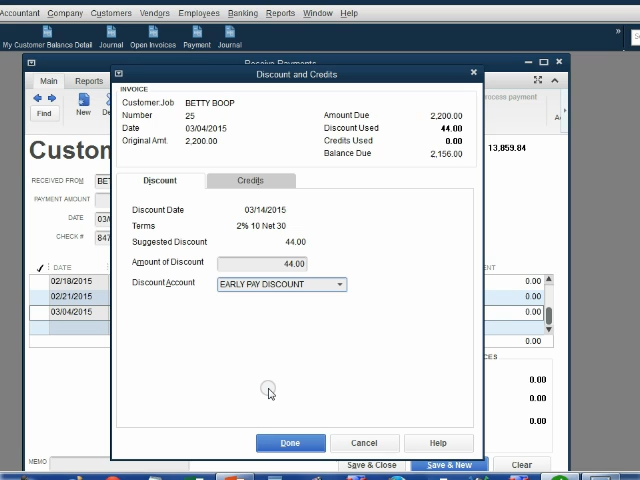 Accountant Company Customers Vendors Employees Banking Reports Window Help
My Customer Balance Detail Journal Open Invoices Payment Journal
»
Receive Payments
Main Reports
Discount and Credits
Find New
rocess payment
Custom
13,859.84
RECEIVED FROM BE
PAYMENT AMOUNT
DATE 03/
CHECK # 847
INVOICE
Customer:Job BETTY BOOP
Number 25
Date 03/04/2015
Original Amt. 2,200.00
Amount Due 2,200.00
Discount Used 44.00
Credits Used 0.00
Balance Due 2,156.00
Discount Credits
Discount Date 03/14/2015
Terms 2% 10 Net 30
Suggested Discount 44.00
Amount of Discount 44.00
Discount Account EARLY PAY DISCOUNT
DATE
ENT
02/18/2015 0.00
02/21/2015 0.00
03/04/2015 0.00
0.00
CES
0.00
0.00
0.00
Done Cancel Help
MEMO
Save & Close Save & New Clear